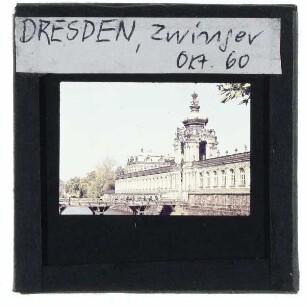 DRESDEN, Zwinger
Okt. 60